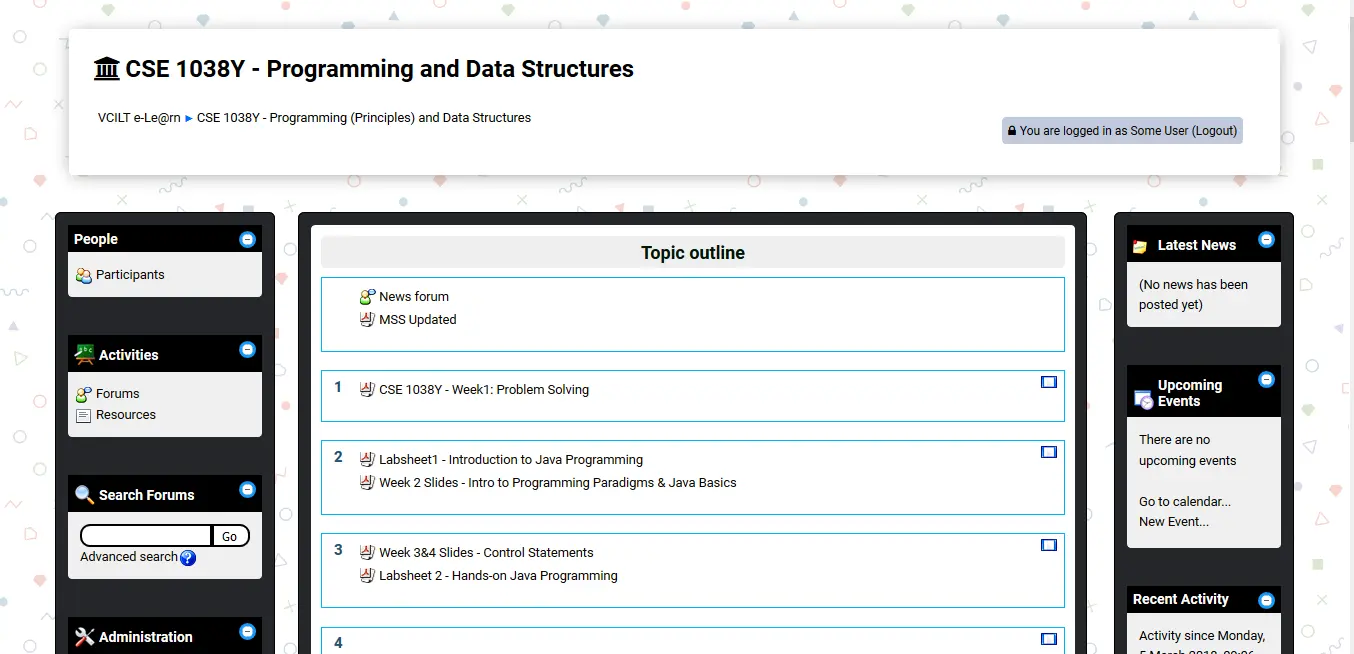 CSE 1038Y - Programming and Data Structures
VCILT e-Le@rn ► CSE 1038Y - Programming (Principles) and Data Structures
You are logged in as Some User (Logout)
People
Participants
Activities
Forums
Resources
Search Forums
Go
Advanced search ?
Administration
Topic outline
News forum
MSS Updated
1 CSE 1038Y - Week1: Problem Solving
2 Labsheet1 - Introduction to Java Programming
Week 2 Slides - Intro to Programming Paradigms & Java Basics
3 Week 3&4 Slides - Control Statements
Labsheet 2 - Hands-on Java Programming
4
Latest News
(No news has been
posted yet)
Upcoming
Events
There are no
upcoming events
Go to calendar...
New Event...
Recent Activity
Activity since Monday,